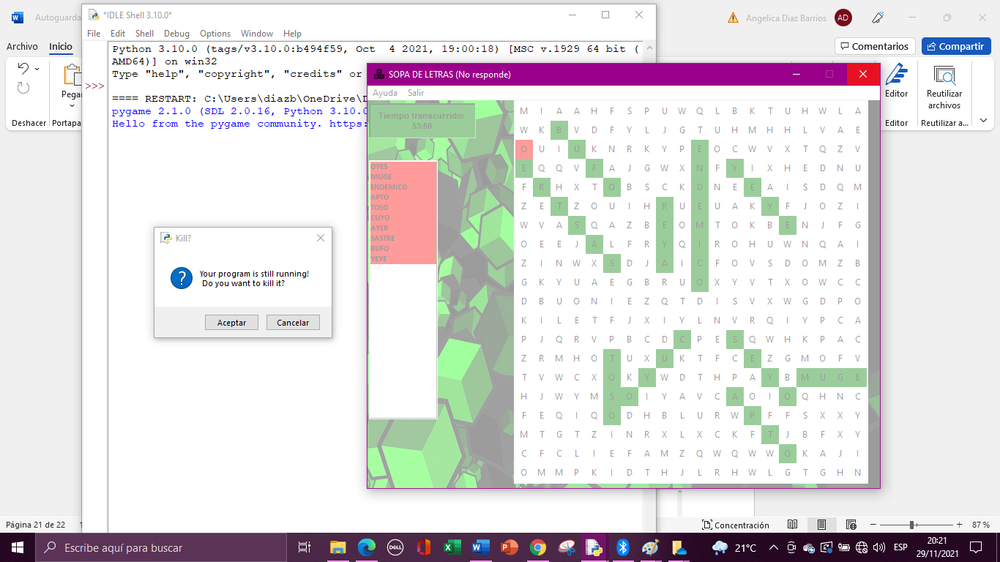 Autoguarda
*IDLE Shell 3.10.0*
Angelica Diaz Barrios AD
Archivo Inicio
File Edit Shell Debug Options Window Help
Comentarios Compartir
Pegar
Deshacer Portapa
Editor
Editor
Reutilizar
archivos
Reutilizar a...
Python 3.10.0 (tags/v3.10.0:b494f59, Oct  4 2021, 19:00:18) [MSC v.1929 64 bit (
AMD64)] on win32
Type "help", "copyright", "credits" or
>>>
==== RESTART: C:\Users\diazb\OneDrive\D
pygame 2.1.0 (SDL 2.0.16, Python 3.10.0
Hello from the pygame community. https:
SOPA DE LETRAS (No responde)
Ayuda Salir
Tiempo transcurrido:
53:50
OYES
MUGE
ENDEMICO
APTO
TOSO
CUYO
AYER
SASTRE
BUFO
YEYE
M I A A H F S P U W Q L B K T U H W L A
W K B V D F Y L J G T U H M H H L V A E
O U I U K N R K Y P E O C W V X T Q Z V
E Q Q V F A J G W X N F Y I X H E D N U
F R H X T O B S C K D N E E A I S D Q M
Z E T Z O U I H R U E U A K Y F J O Z I
W V A S Q A Z B E O M T O K B E N J F G
O E E J A L F R Y Q I R O H U W N Q A I
Z I N W X S D J A I C F O V S D O M Z B
G K Y U A E G B R U O X Y V T X O W C C
D B U O N I E Z Q T D I S V X W G D P O
K I L E T F J X I Y L N V R Q I Y P C A
P J Q R V P B C D C P E S Q W H K P A C
Z R M H O T U X U K T F C E Z G M O F V
T V W C X O K Y W D T H P A Y B M U G E
H J W Y M S O I Y A V C A O I O Q H N C
F E Q I Q O D H B L U R W P F F S X X Y
M T G T Z I N R X L X C K F T J B F X Y
C F C L I E F A M Z Q W Q W W O K A J I
O M M P K I D T H J L R H W L G T G H N
Kill?
Your program is still running!
Do you want to kill it?
Aceptar Cancelar
Página 21 de 22
Concentración
87 %
Escribe aquí para buscar
DELL
21°C
ESP
20:21
29/11/2021